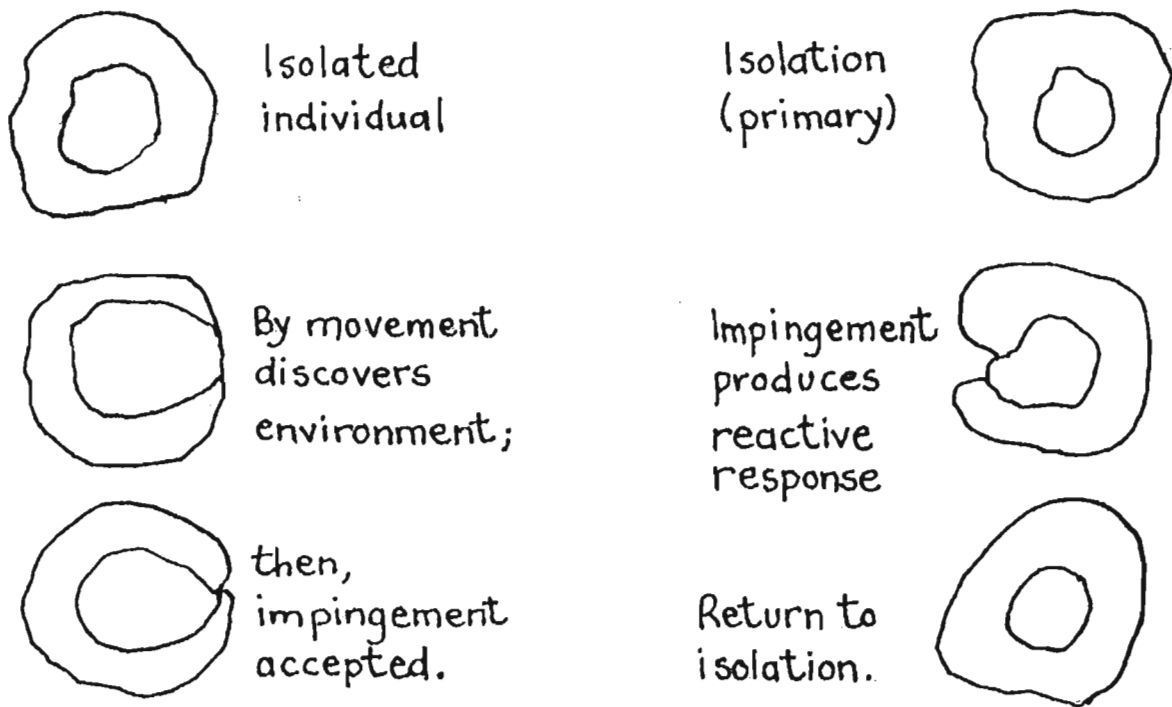 Isolated
individual
By movement
discovers
environment;
then,
impingement
accepted.
Isolation
(primary)
Impingement
produces
reactive
response
Return to
isolation.